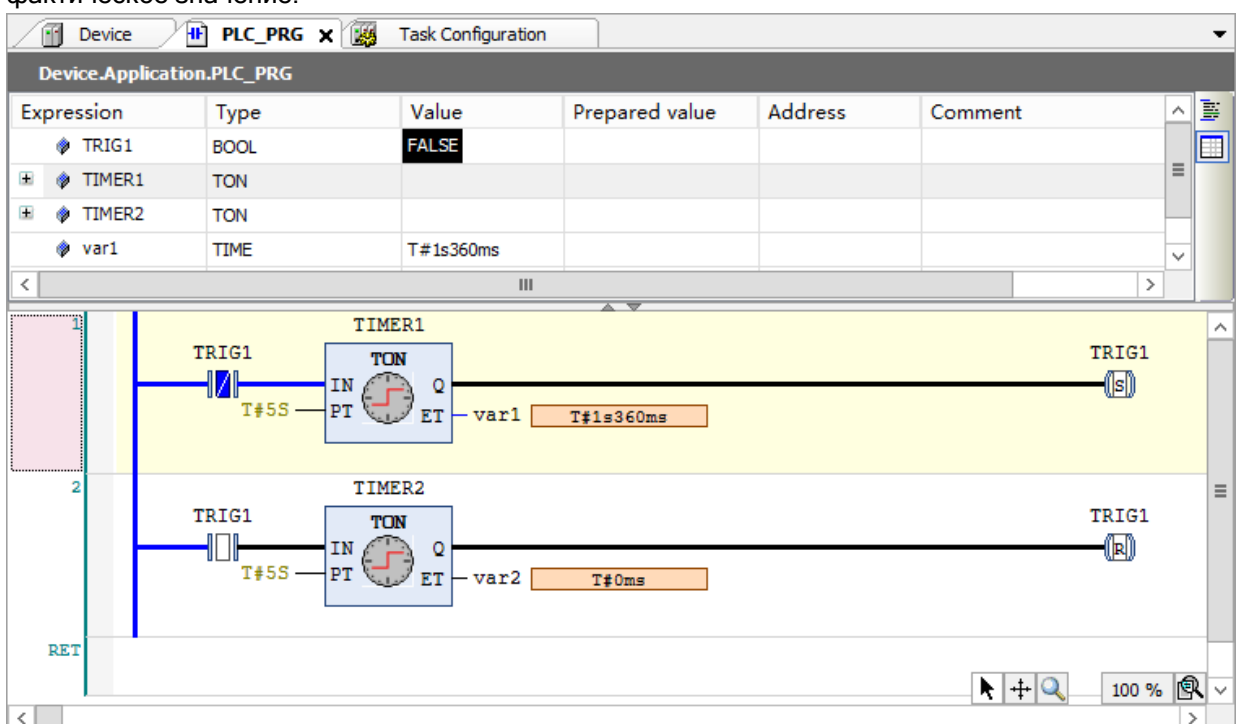 фактическое значение.
Device PLC_PRG Task Configuration
Device.Application.PLC_PRG
Expression Type Value Prepared value Address Comment
TRIG1 BOOL FALSE
TIMER1 TON
TIMER2 TON
var1 TIME T#1s360ms
1 TIMER1
TRIG1 TON TRIG1
IN Q S
T#5S PT ET var1 T#1s360ms
2 TIMER2
TRIG1 TON TRIG1
IN Q R
T#5S PT ET var2 T#0ms
RET
100 %